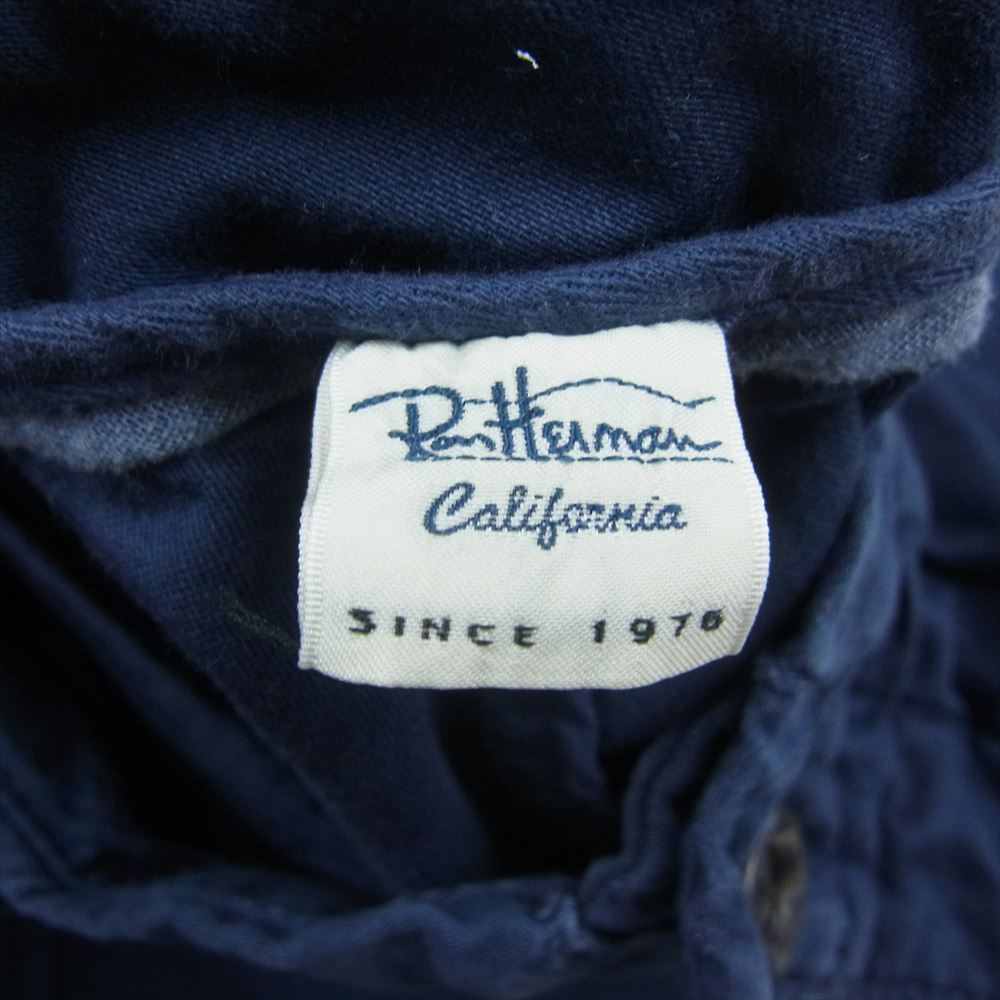 Ron Herman
California
SINCE 1976